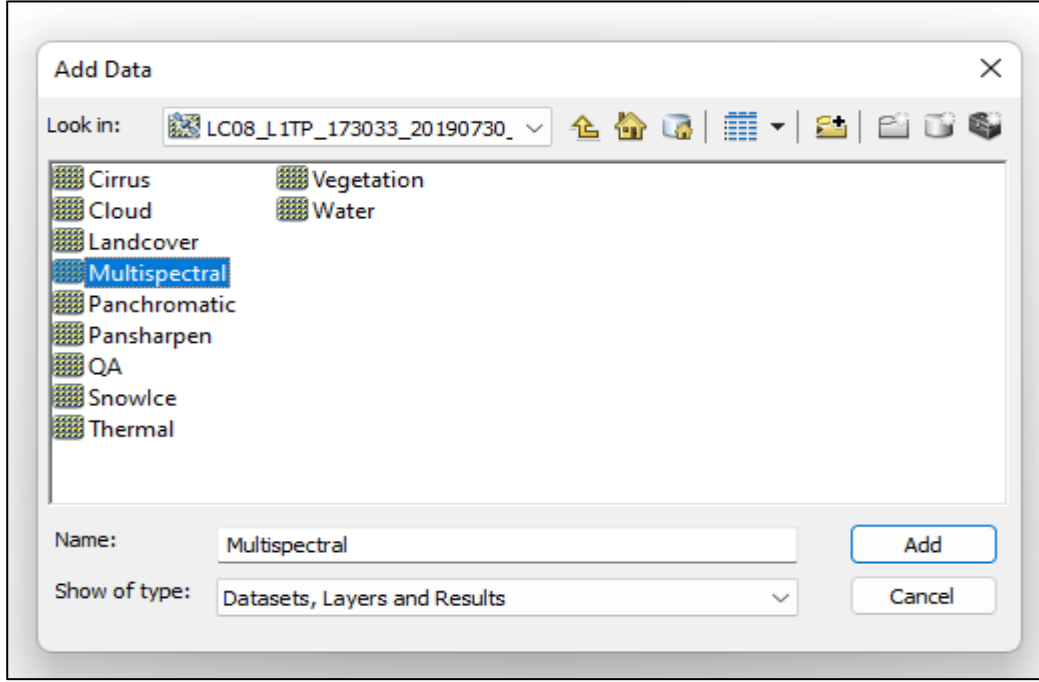 Add Data
Look in: LC08_L1TP_173033_20190730_
Cirrus
Cloud
Landcover
Multispectral
Panchromatic
Pansharpen
QA
SnowIce
Thermal
Vegetation
Water
Name: Multispectral
Add
Show of type: Datasets, Layers and Results
Cancel